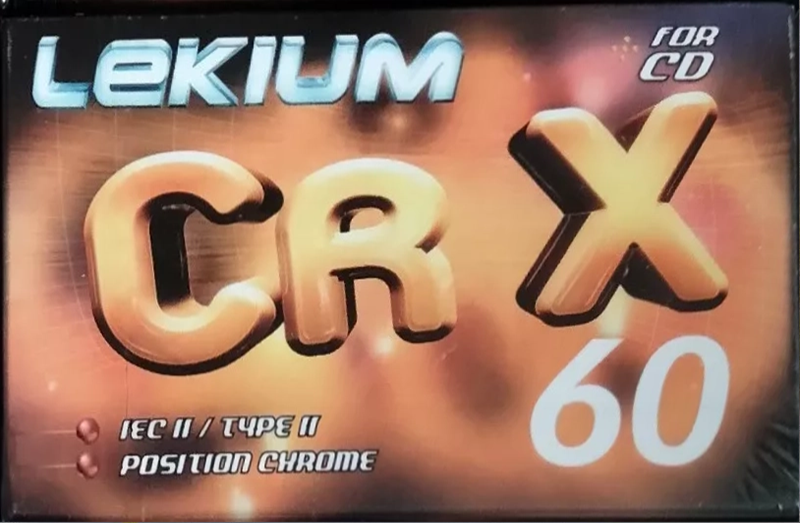 LEKIUM
FOR
CD
CR X
60
IEC II / TYPE II
POSITION CHROME